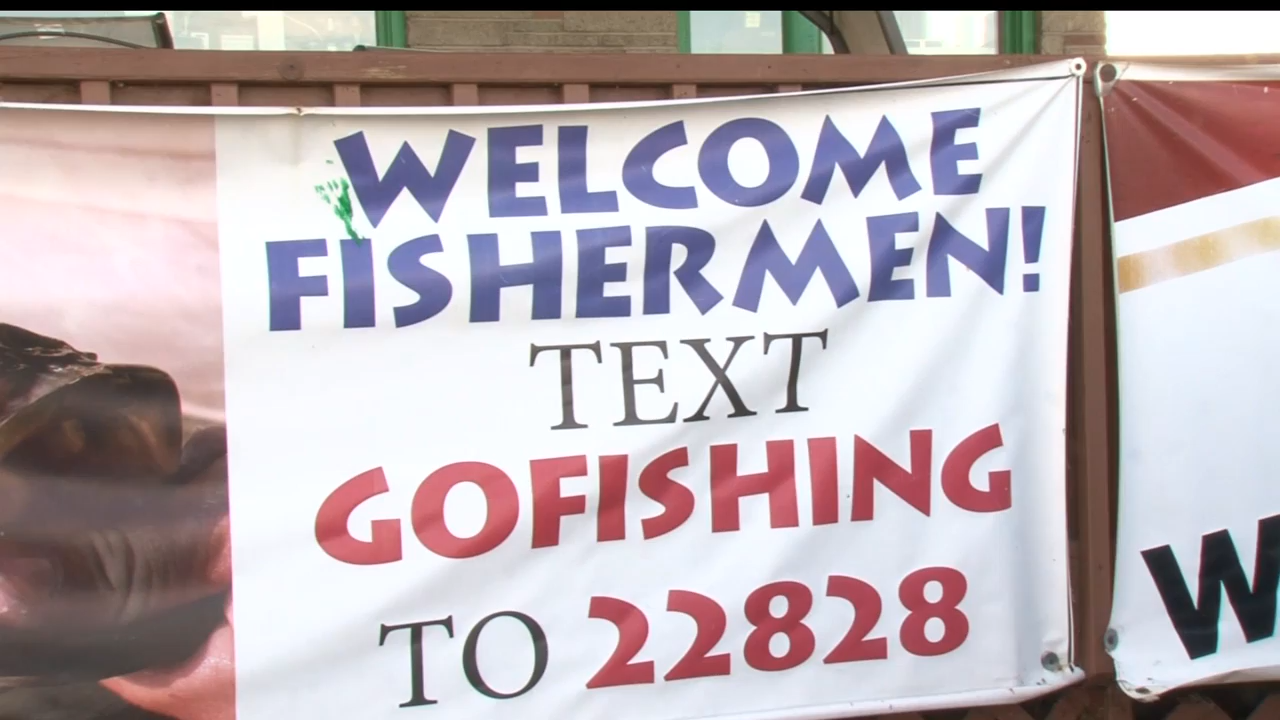 WELCOME
FISHERMEN!
TEXT
GOFISHING
TO 22828
W